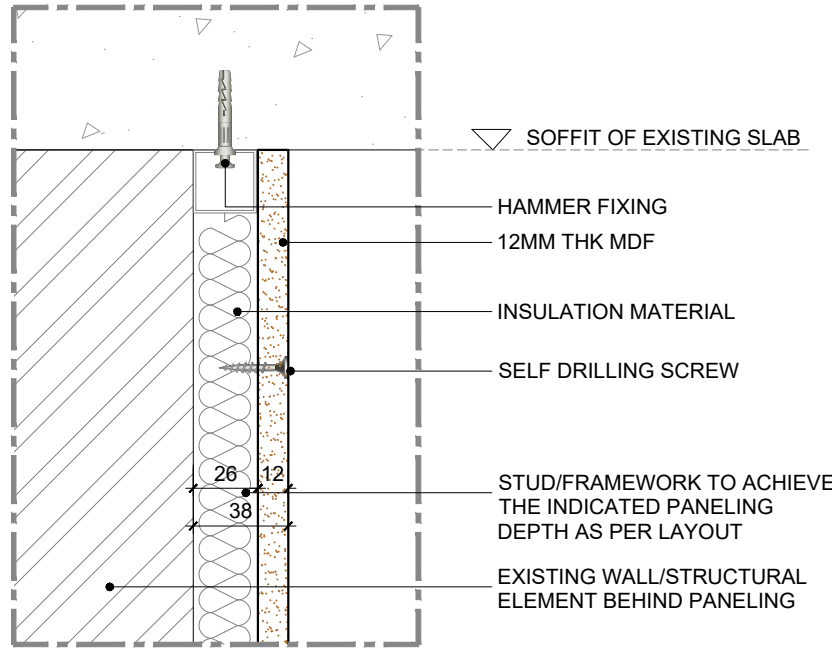 SOFFIT OF EXISTING SLAB
HAMMER FIXING
12MM THK MDF
INSULATION MATERIAL
SELF DRILLING SCREW
26
12
38
STUD/FRAMEWORK TO ACHIEVE
THE INDICATED PANELING
DEPTH AS PER LAYOUT
EXISTING WALL/STRUCTURAL
ELEMENT BEHIND PANELING